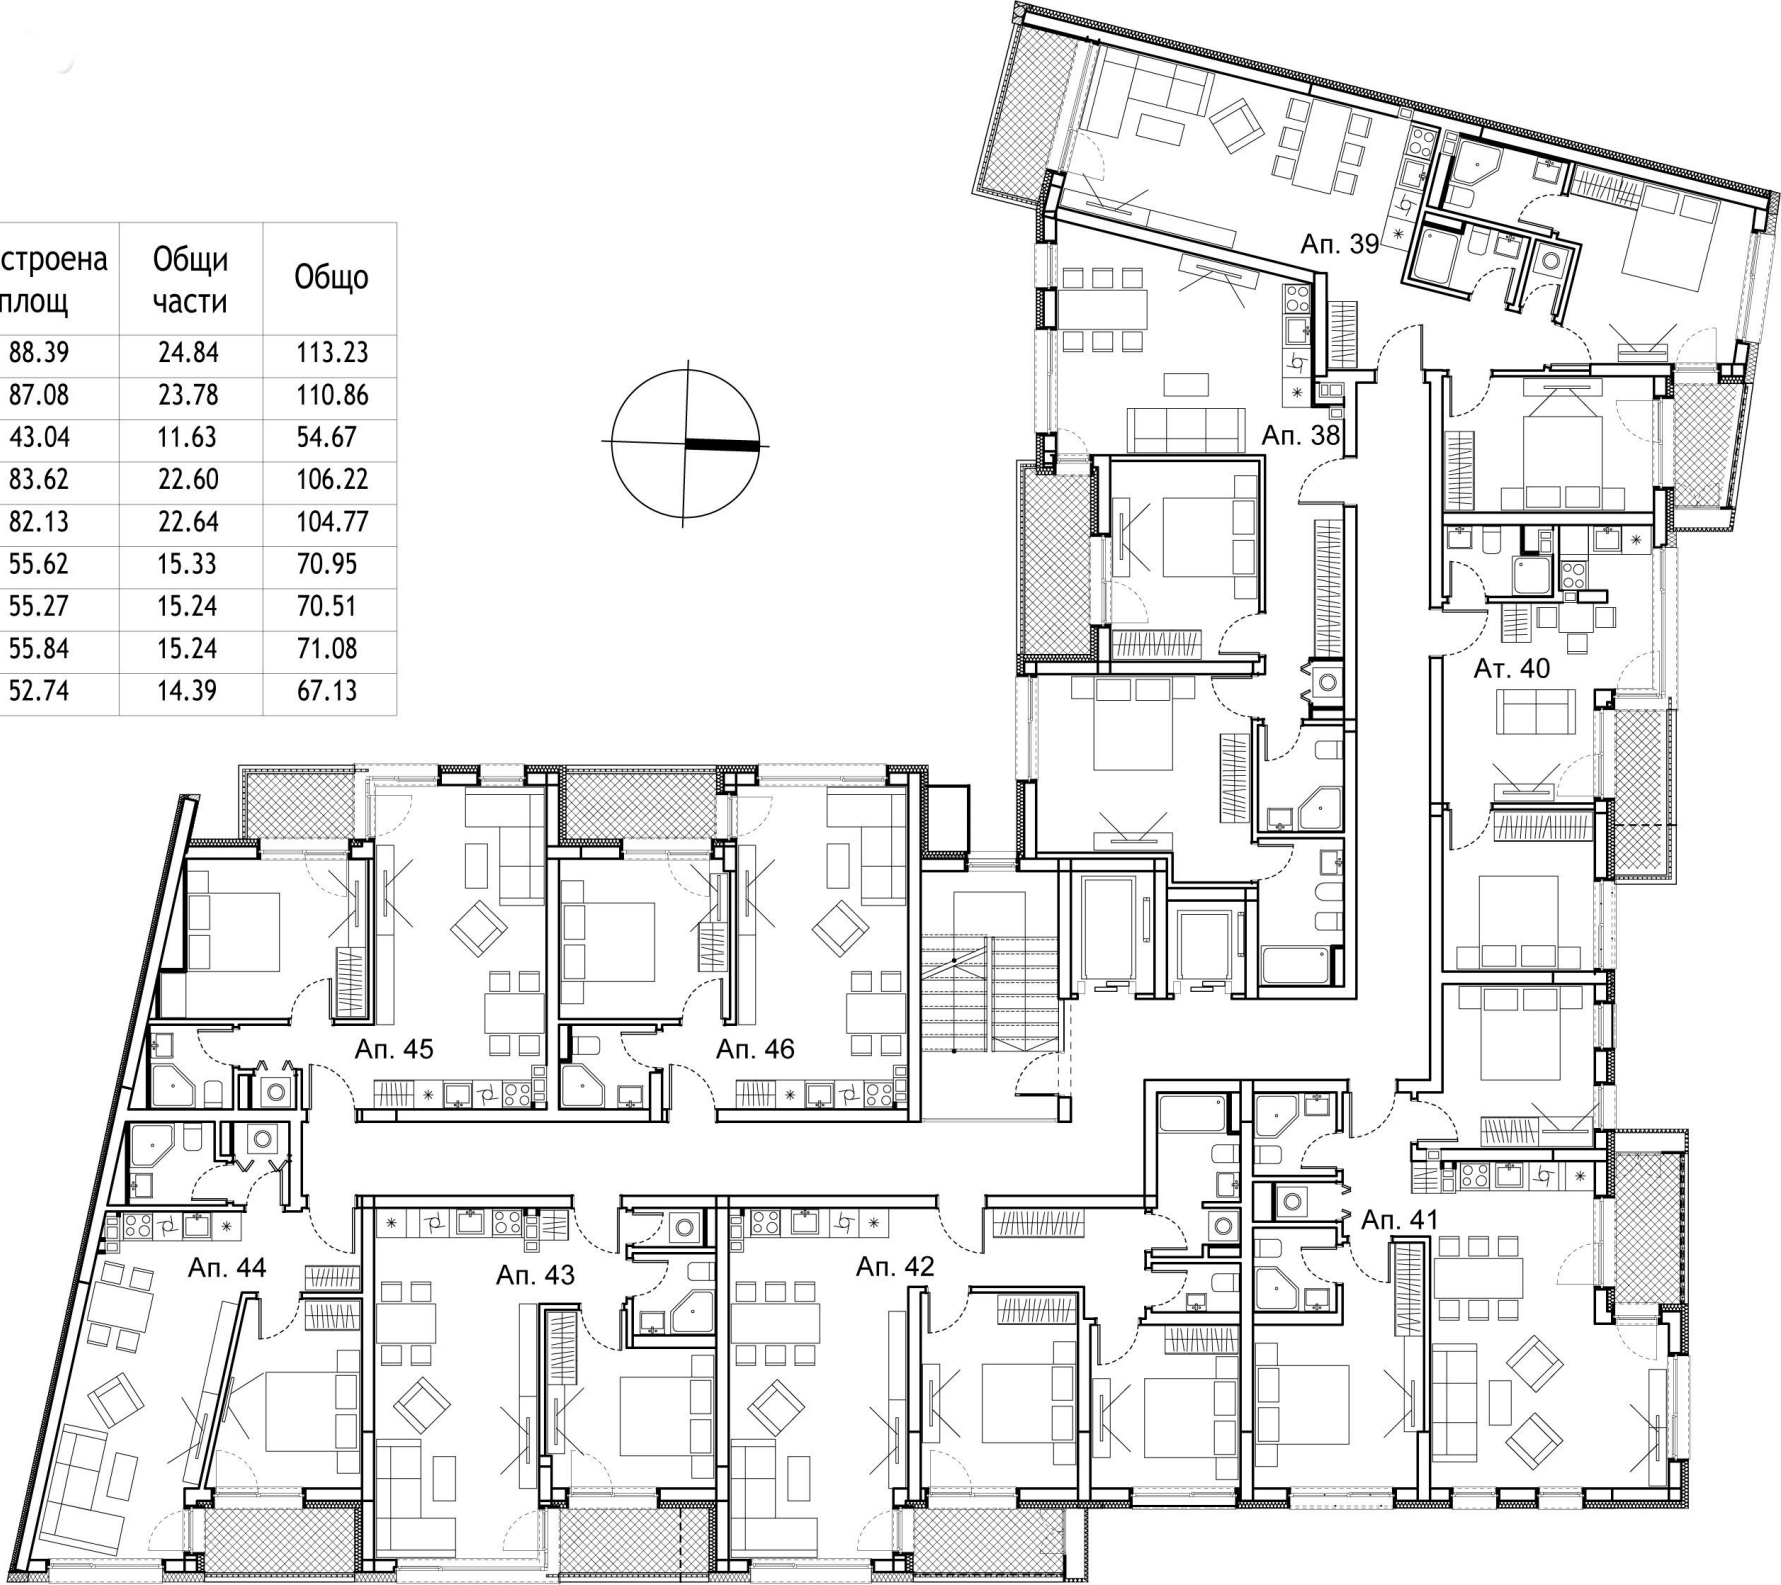 строена Общи Общо
площ части
88.39 24.84 113.23
87.08 23.78 110.86
43.04 11.63 54.67
83.62 22.60 106.22
82.13 22.64 104.77
55.62 15.33 70.95
55.27 15.24 70.51
55.84 15.24 71.08
52.74 14.39 67.13
Ап. 39
Ап. 38
Ат. 40
Ап. 45
Ап. 46
Ап. 41
Ап. 44
Ап. 43
Ап. 42